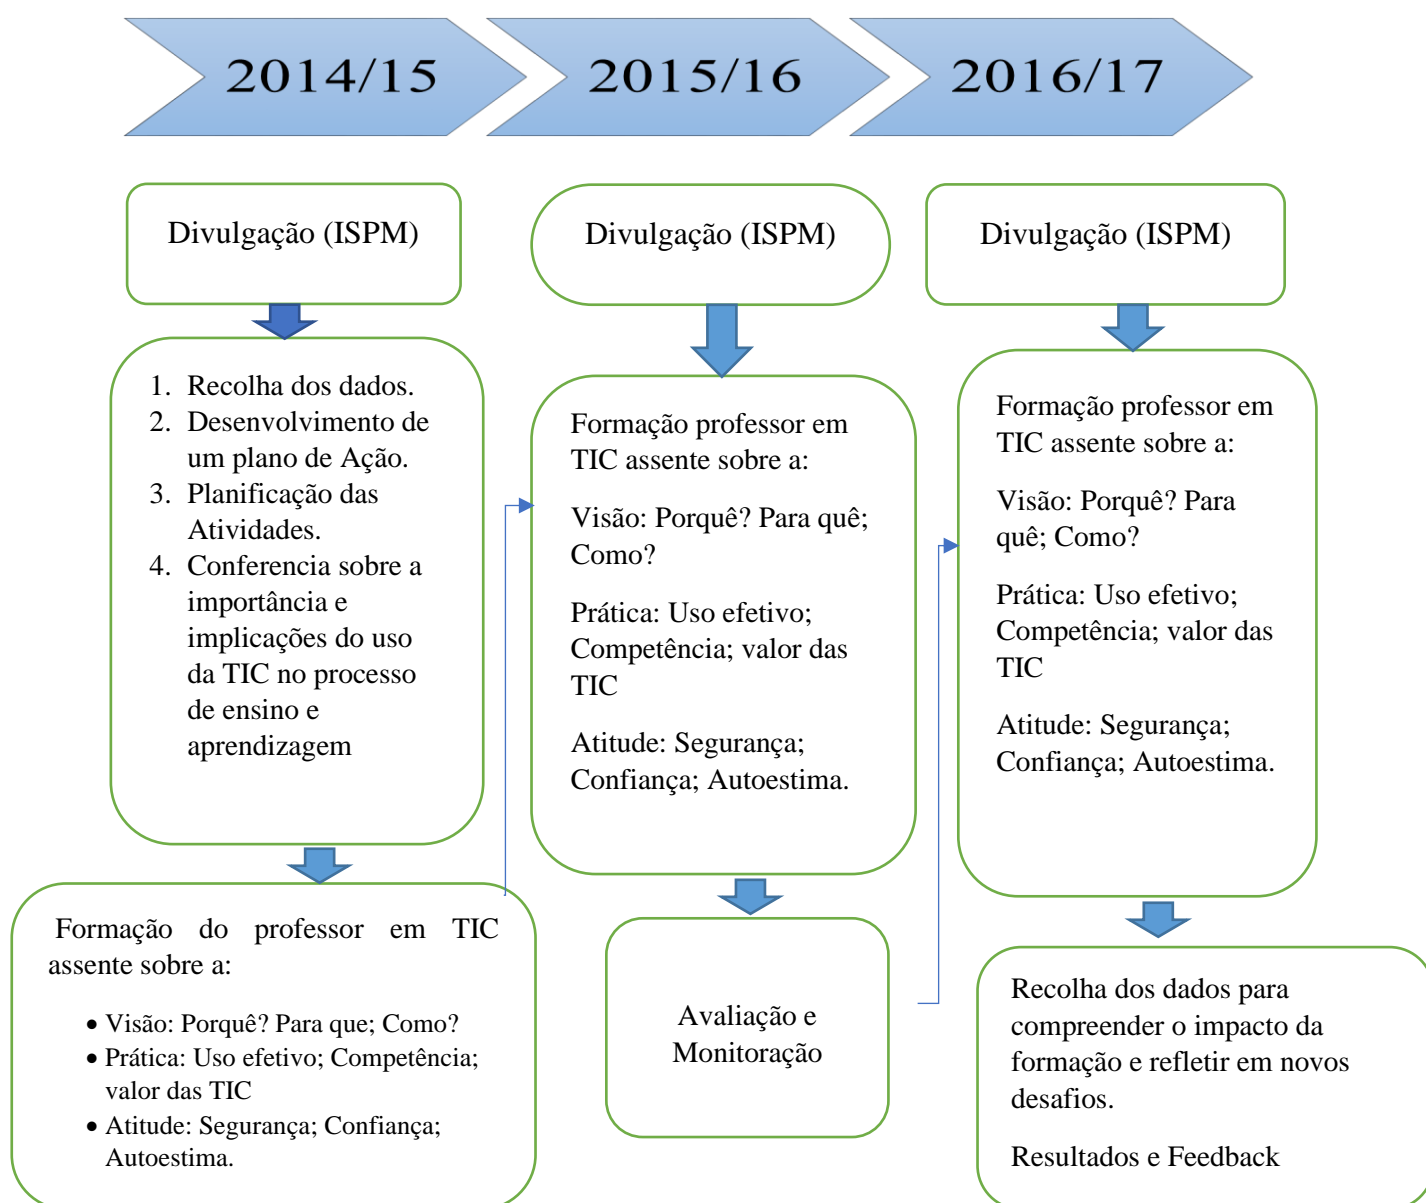 2014/15
2015/16
2016/17
Divulgação (ISPM)
1. Recolha dos dados.
2. Desenvolvimento de
um plano de Ação.
3. Planificação das
Atividades.
4. Conferencia sobre a
importância e
implicações do uso
da TIC no processo
de ensino e
aprendizagem
Formação do professor em TIC
assente sobre a:
• Visão: Porquê? Para que; Como?
• Prática: Uso efetivo; Competência;
valor das TIC
• Atitude: Segurança; Confiança;
Autoestima.
Divulgação (ISPM)
Formação professor em
TIC assente sobre a:
Visão: Porquê? Para quê;
Como?
Prática: Uso efetivo;
Competência; valor das
TIC
Atitude: Segurança;
Confiança; Autoestima.
Avaliação e
Monitoração
Divulgação (ISPM)
Formação professor em
TIC assente sobre a:
Visão: Porquê? Para
quê; Como?
Prática: Uso efetivo;
Competência; valor das
TIC
Atitude: Segurança;
Confiança; Autoestima.
Recolha dos dados para
compreender o impacto da
formação e refletir em novos
desafios.
Resultados e Feedback